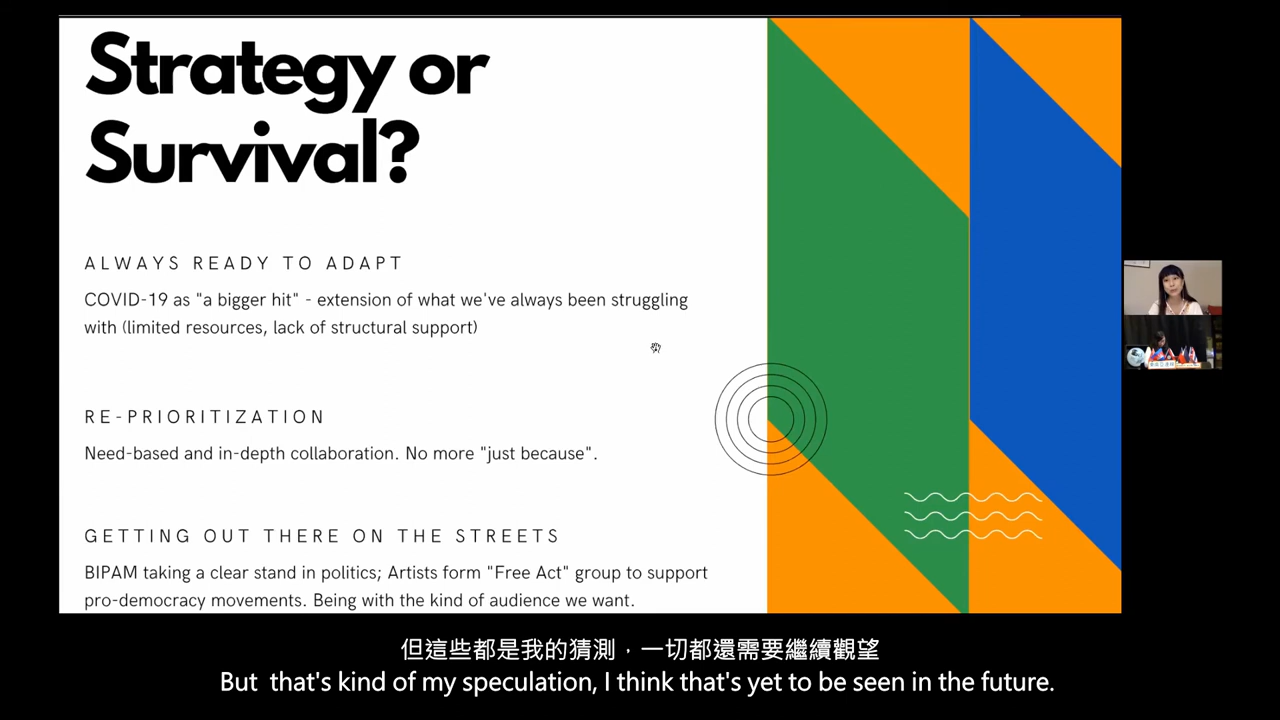 Strategy or
Survival?
ALWAYS READY TO ADAPT
COVID-19 as "a bigger hit" - extension of what we've always been struggling
with (limited resources, lack of structural support)
RE-PRIORITIZATION
Need-based and in-depth collaboration. No more "just because".
GETTING OUT THERE ON THE STREETS
BIPAM taking a clear stand in politics; Artists form "Free Act" group to support
pro-democracy movements. Being with the kind of audience we want.
但這些都是我的猜測，一切都還需要繼續觀望
But that's kind of my speculation, I think that's yet to be seen in the future.